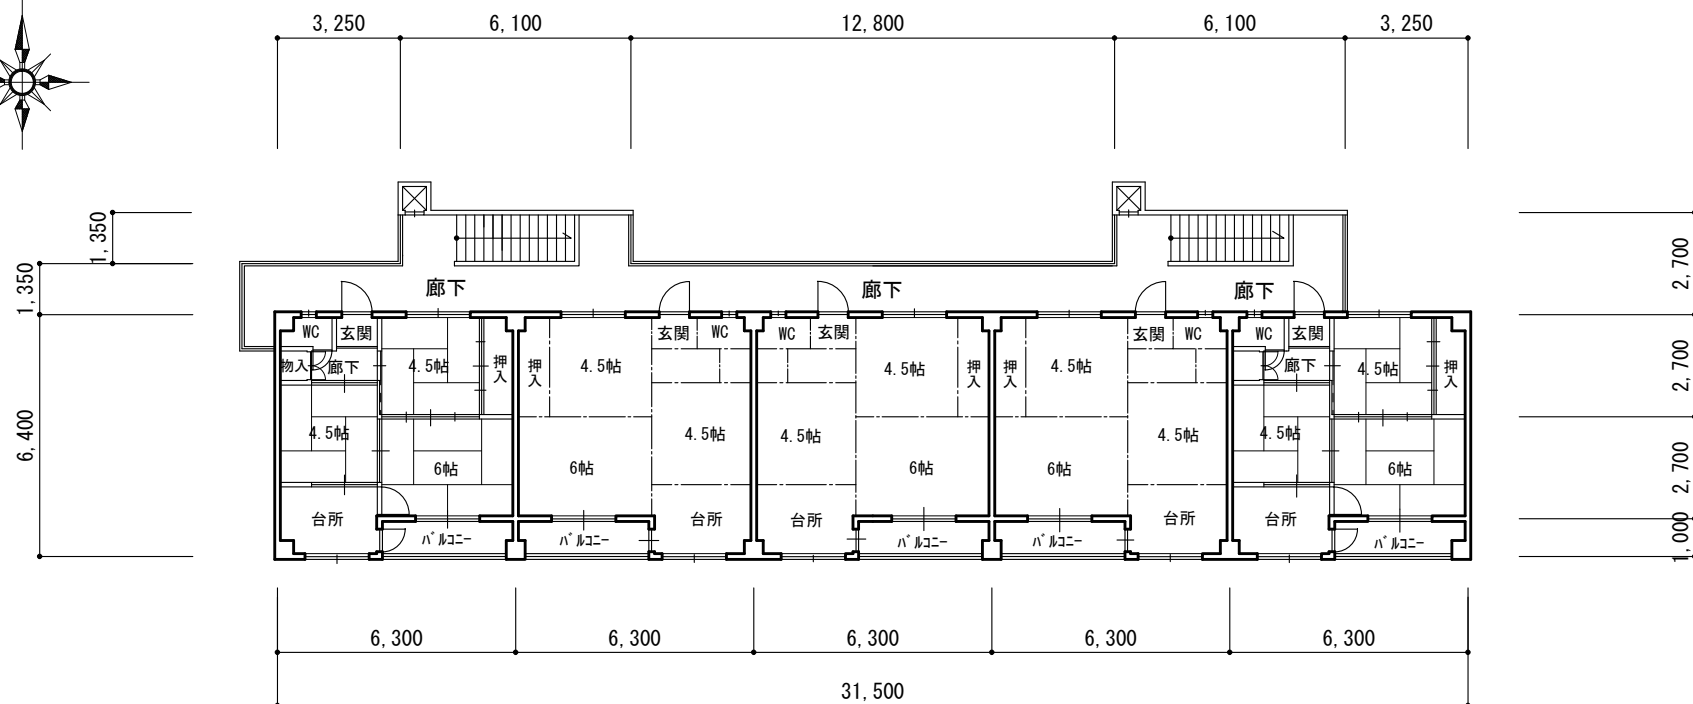 3,250
6,100
12,800
6,100
3,250
1,350
1,350
6,400
2,700
2,700
2,700
1,000
廊下
廊下
廊下
WC
玄関
玄関
WC
WC
玄関
玄関
WC
WC
玄関
物入
廊下
4.5帖
押入
押入
4.5帖
4.5帖
押入
押入
4.5帖
廊下
4.5帖
押入
4.5帖
6帖
6帖
4.5帖
4.5帖
6帖
6帖
4.5帖
4.5帖
6帖
台所
バルコニー
バルコニー
台所
台所
バルコニー
バルコニー
台所
台所
バルコニー
6,300
6,300
6,300
6,300
6,300
31,500